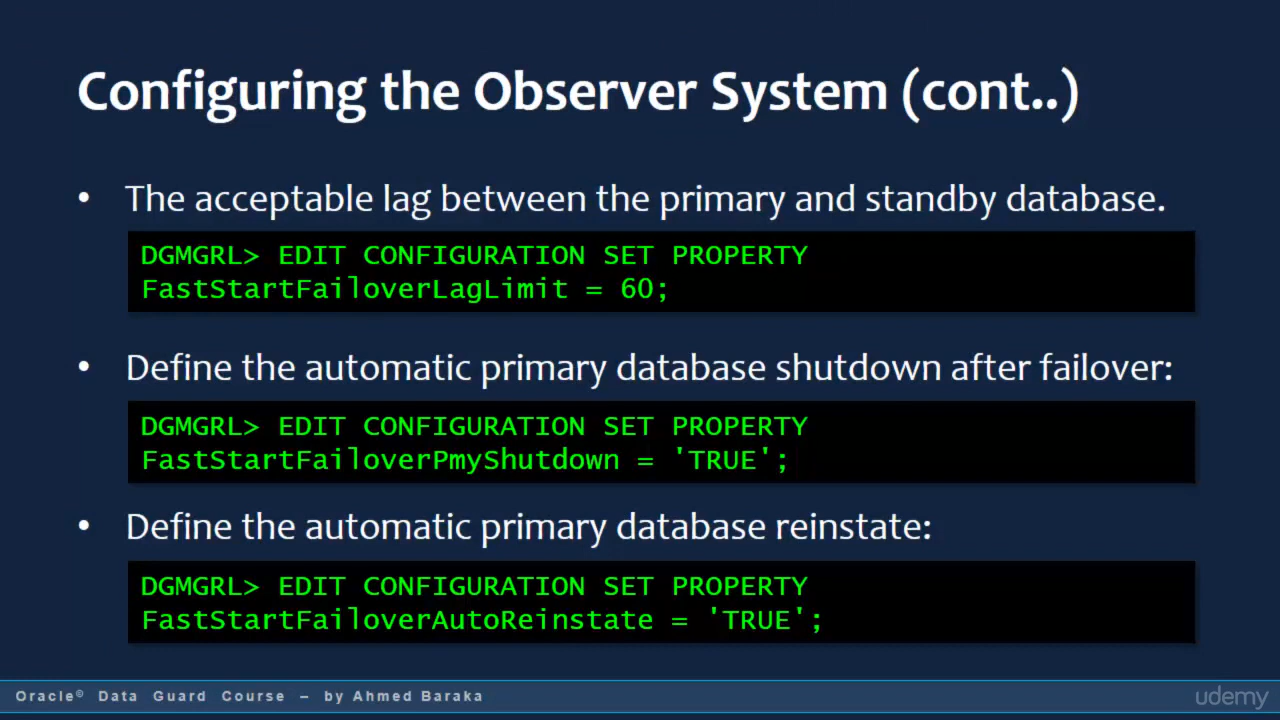 Configuring the Observer System (cont..)
• The acceptable lag between the primary and standby database.
DGMGRL> EDIT CONFIGURATION SET PROPERTY
FastStartFailoverLagLimit = 60;
• Define the automatic primary database shutdown after failover:
DGMGRL> EDIT CONFIGURATION SET PROPERTY
FastStartFailoverPmyShutdown = 'TRUE';
• Define the automatic primary database reinstate:
DGMGRL> EDIT CONFIGURATION SET PROPERTY
FastStartFailoverAutoReinstate = 'TRUE';
Oracle® Data Guard Course – by Ahmed Baraka
udemy